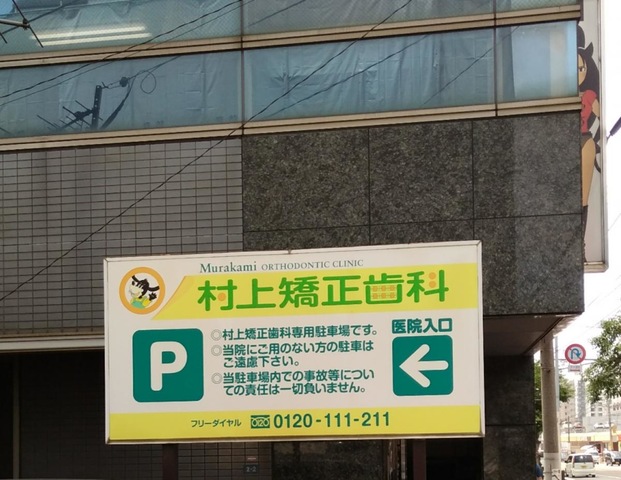 Murakami ORTHODONTIC CLINIC
村上矯正歯科
P
◎村上矯正歯科専用駐車場です。
◎当院にご用のない方の駐車は
ご遠慮下さい。
◎当駐車場内での事故等につい
ての責任は一切負いません。
医院入口
フリーダイヤル 0120 0120-111-211